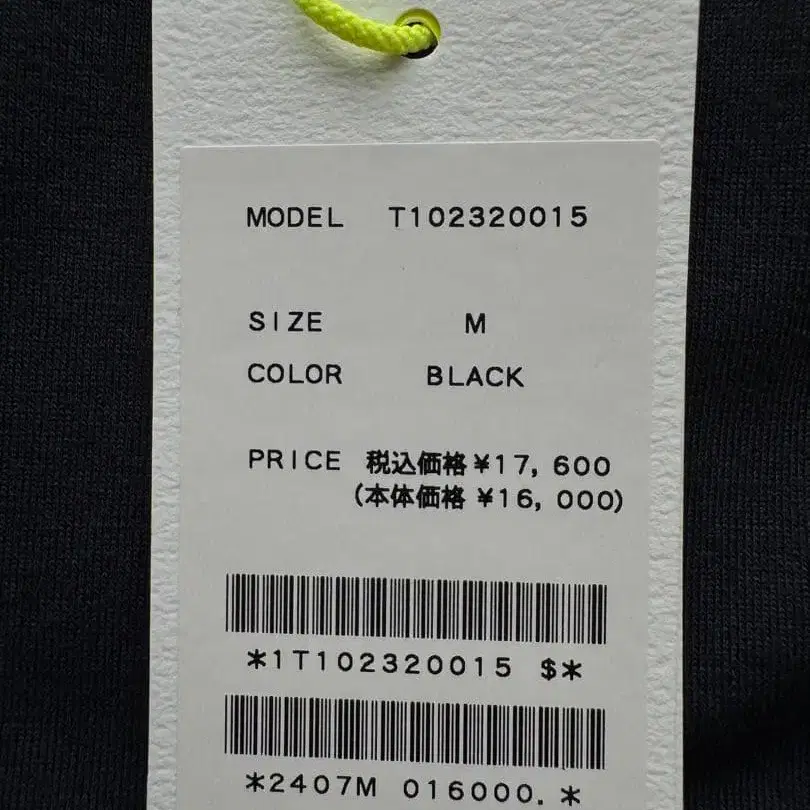 MODEL T102320015
SIZE M
COLOR BLACK
PRICE 税込価格¥17,600
(本体価格 ¥16,000)
*1T102320015 $*
*2407M 016000.*